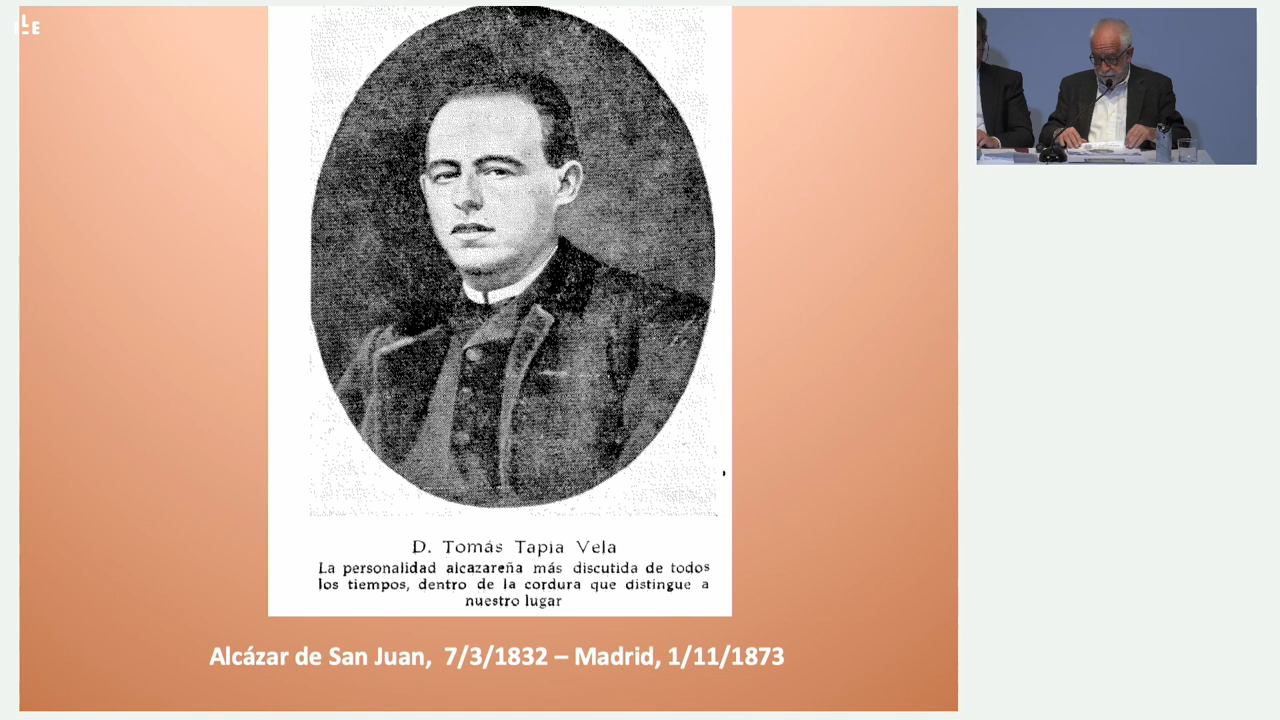 ILE
D. Tomás Tapia Vela
La personalidad alcazareña más discutida de todos
los tiempos, dentro de la cordura que distingue a
nuestro lugar
Alcázar de San Juan, 7/3/1832 – Madrid, 1/11/1873